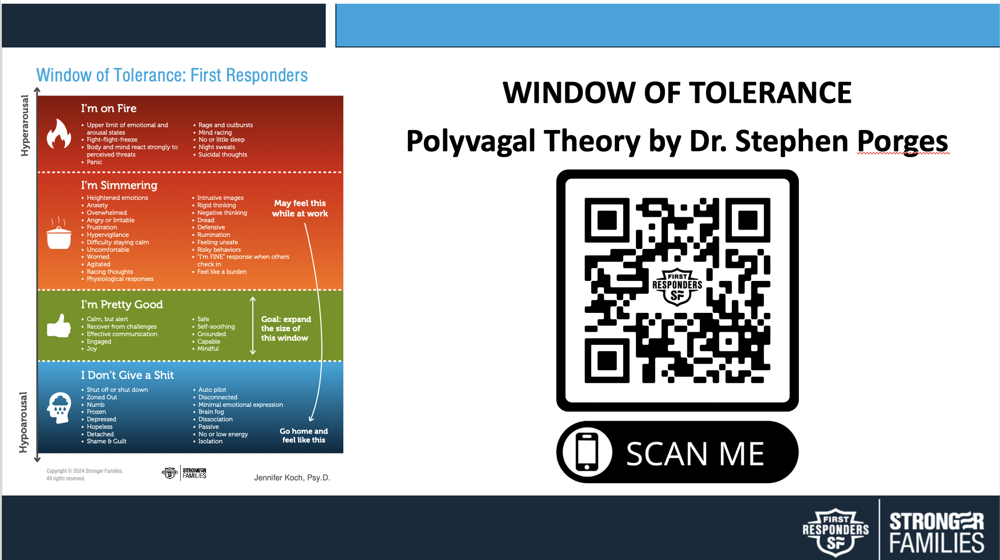 Window of Tolerance: First Responders
Hyperarousal
I'm on Fire
• Upper limit of emotional and
arousal states
• Fight-flight-freeze
• Body and mind react strongly to
perceived threats
• Panic
• Rage and outbursts
• Mind racing
• No or little sleep
• Night sweats
• Suicidal thoughts
I'm Simmering
• Heightened emotions
• Anxiety
• Overwhelmed
• Angry or Irritable
• Frustration
• Hypervigilance
• Difficulty staying calm
• Uncomfortable
• Worried
• Agitated
• Racing thoughts
• Physiological responses
• Intrusive images
• Rigid thinking
• Negative thinking
• Dread
• Defensive
• Rumination
• Feeling unsafe
• Risky behaviors
• "I'm FINE" response when others
check in
• Feel like a burden
May feel this
while at work
I'm Pretty Good
• Calm, but alert
• Recover from challenges
• Effective communication
• Engaged
• Joy
• Safe
• Self-soothing
• Grounded
• Capable
• Mindful
Goal: expand
the size of
this window
Hypoarousal
I Don't Give a Shit
• Shut off or shut down
• Zoned Out
• Numb
• Frozen
• Depressed
• Hopeless
• Detached
• Shame & Guilt
• Auto pilot
• Disconnected
• Minimal emotional expression
• Brain fog
• Dissociation
• Passive
• No or low energy
• Isolation
Go home and
feel like this
Copyright © 2024 Stronger Families.
All rights reserved.
FIRST
RESPONDERS
SF
STRONGER
FAMILIES
Jennifer Koch, Psy.D.
WINDOW OF TOLERANCE
Polyvagal Theory by Dr. Stephen Porges
FIRST
RESPONDERS
SF
SCAN ME
FIRST
RESPONDERS
SF
STRONGER
FAMILIES